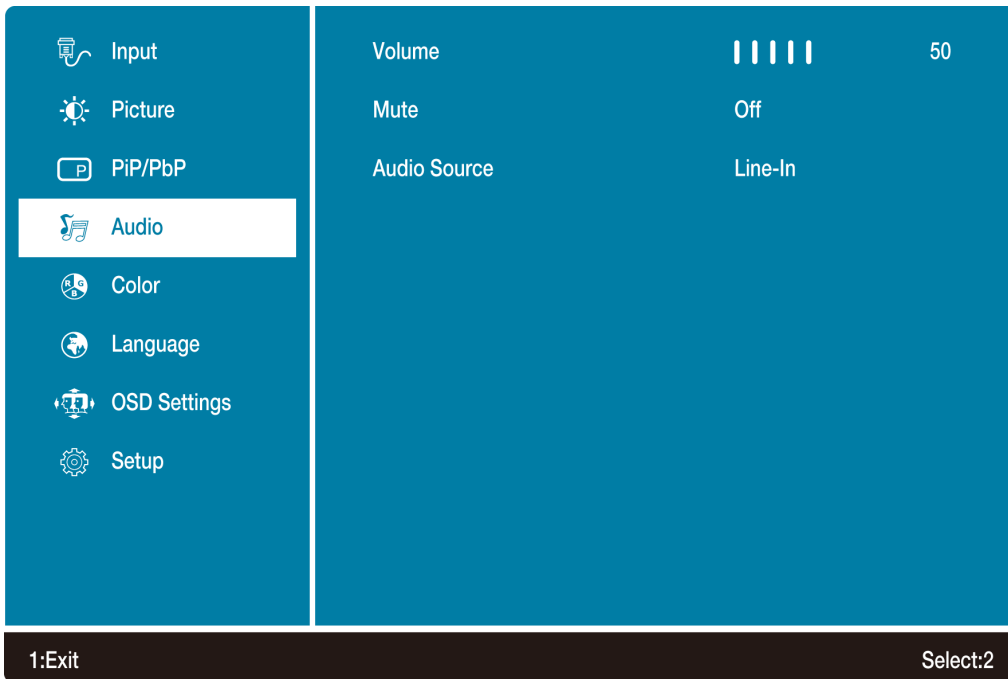 Input
Picture
P
PiP/PbP
Audio
R G
B
Color
Language
OSD Settings
Setup
Volume 50
Mute Off
Audio Source Line-In
1:Exit Select:2